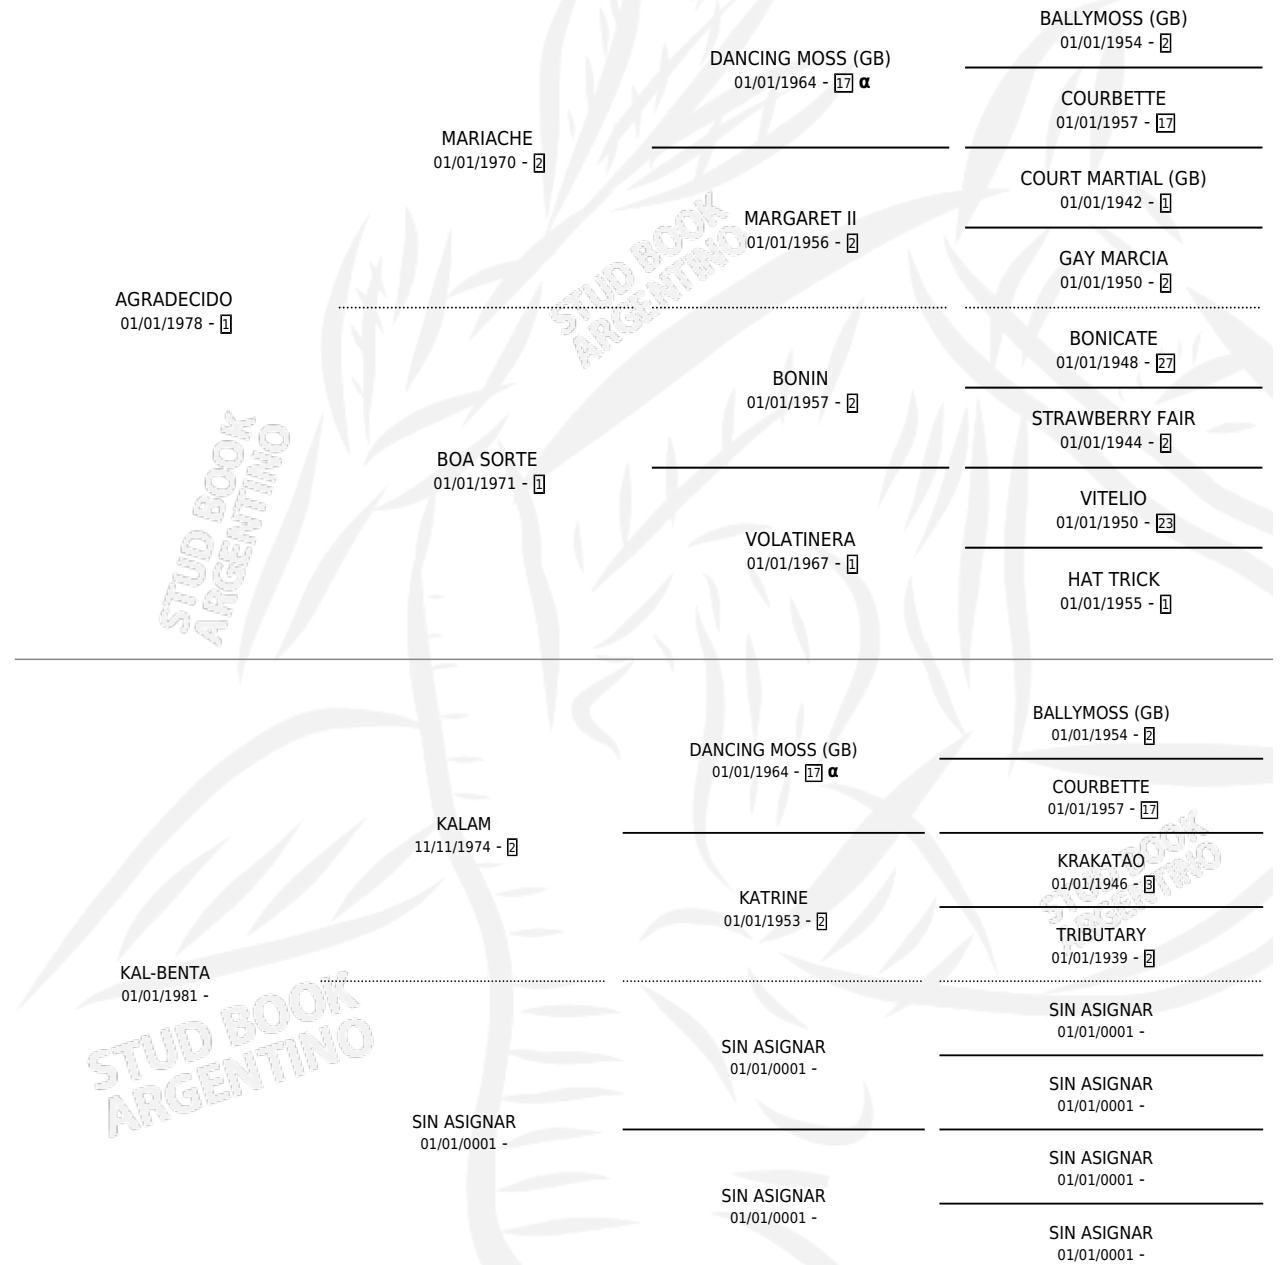 BALLYMOSS (GB)
01/01/1954 - 2
DANCING MOSS (GB)
01/01/1964 - 17 α
COURBETTE
01/01/1957 - 17
MARIACHE
01/01/1970 - 2
COURT MARTIAL (GB)
01/01/1942 - 1
MARGARET II
01/01/1956 - 2
GAY MARCIA
01/01/1950 - 2
AGRADECIDO
01/01/1978 - 1
BONICATE
01/01/1948 - 27
BONIN
01/01/1957 - 2
STRAWBERRY FAIR
01/01/1944 - 2
BOA SORTE
01/01/1971 - 1
VITELIO
01/01/1950 - 23
VOLATINERA
01/01/1967 - 1
HAT TRICK
01/01/1955 - 1
STUD BOOK
ARGENTINO
STUD BOOK
ARGENTINO
BALLYMOSS (GB)
01/01/1954 - 2
DANCING MOSS (GB)
01/01/1964 - 17 α
COURBETTE
01/01/1957 - 17
KALAM
11/11/1974 - 2
KRAKATAO
01/01/1946 - 3
KATRINE
01/01/1953 - 2
TRIBUTARY
01/01/1939 - 2
KAL-BENTA
01/01/1981 -
SIN ASIGNAR
01/01/0001 -
SIN ASIGNAR
01/01/0001 -
SIN ASIGNAR
01/01/0001 -
SIN ASIGNAR
01/01/0001 -
SIN ASIGNAR
01/01/0001 -
SIN ASIGNAR
01/01/0001 -
SIN ASIGNAR
01/01/0001 -
STUD BOOK
ARGENTINO
STUD BOOK
ARGENTINO